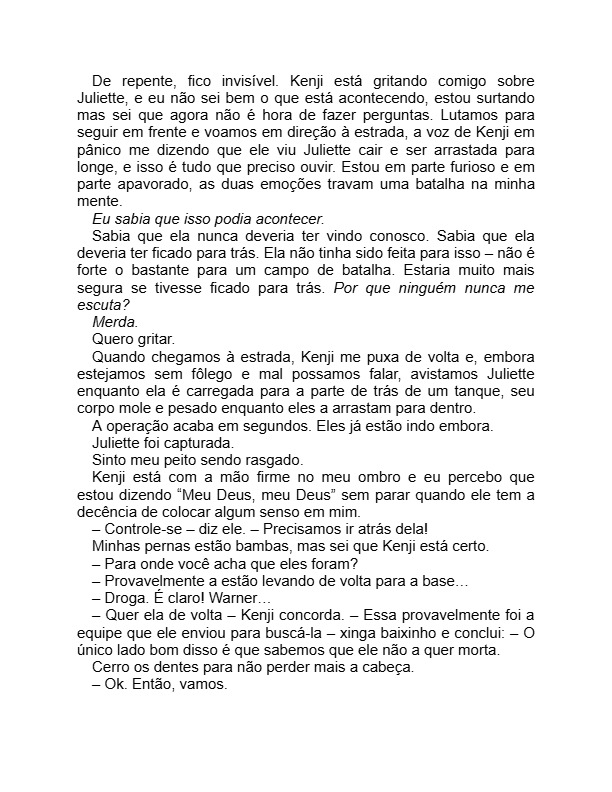 De repente, fico invisível. Kenji está gritando comigo sobre
Juliette, e eu não sei bem o que está acontecendo, estou surtando
mas sei que agora não é hora de fazer perguntas. Lutamos para
seguir em frente e voamos em direção à estrada, a voz de Kenji em
pânico me dizendo que ele viu Juliette cair e ser arrastada para
longe, e isso é tudo que preciso ouvir. Estou em parte furioso e em
parte apavorado, as duas emoções travam uma batalha na minha
mente.
Eu sabia que isso podia acontecer.
Sabia que ela nunca deveria ter vindo conosco. Sabia que ela
deveria ter ficado para trás. Ela não tinha sido feita para isso – não é
forte o bastante para um campo de batalha. Estaria muito mais
segura se tivesse ficado para trás. Por que ninguém nunca me
escuta?
Merda.
Quero gritar.
Quando chegamos à estrada, Kenji me puxa de volta e, embora
estejamos sem fôlego e mal possamos falar, avistamos Juliette
enquanto ela é carregada para a parte de trás de um tanque, seu
corpo mole e pesado enquanto eles a arrastam para dentro.
A operação acaba em segundos. Eles já estão indo embora.
Juliette foi capturada.
Sinto meu peito sendo rasgado.
Kenji está com a mão firme no meu ombro e eu percebo que
estou dizendo “Meu Deus, meu Deus” sem parar quando ele tem a
decência de colocar algum senso em mim.
– Controle-se – diz ele. – Precisamos ir atrás dela!
Minhas pernas estão bambas, mas sei que Kenji está certo.
– Para onde você acha que eles foram?
– Provavelmente a estão levando de volta para a base…
– Droga. É claro! Warner…
– Quer ela de volta – Kenji concorda. – Essa provavelmente foi a
equipe que ele enviou para buscá-la – xinga baixinho e conclui: – O
único lado bom disso é que sabemos que ele não a quer morta.
Cerro os dentes para não perder mais a cabeça.
– Ok. Então, vamos.